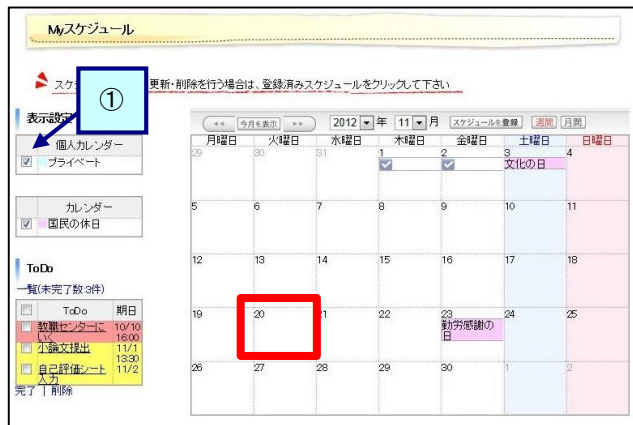 Myスケジュール
スケ 更新・削除を行う場合は、登録済みスケジュールをクリックして下さい
①
表示設定
個人カレンダー
プライベート
カレンダー
国民の休日
ToDo
一覧(未完了数:3件)
ToDo 期日
教職センターに 10/10
いく 16:00
小論文提出 11/1
13:30
自己評価シート 11/2
入力
完了 | 削除
◂◂ 今月を表示 ▸▸ 2012 年 11 月 スケジュールを登録 週間 月間
月曜日 火曜日 水曜日 木曜日 金曜日 土曜日 日曜日
29 30 31 1 2 3 4
文化の日
5 6 7 8 9 10 11
12 13 14 15 16 17 18
19 20 21 22 23 24 25
勤労感謝の
日
26 27 28 29 30 1 2